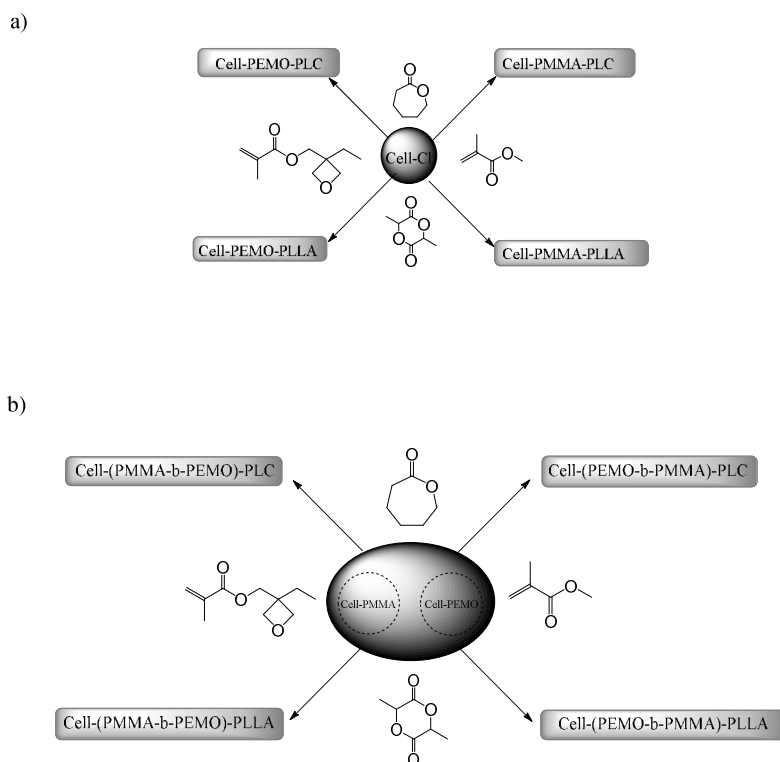 a)
Cell-PEMO-PLC
Cell-PMMA-PLC
O
O
O
O
O
Cell-Cl
O
O
O
O
O
O
Cell-PEMO-PLLA
Cell-PMMA-PLLA
O
b)
Cell-(PMMA-b-PEMO)-PLC
Cell-(PEMO-b-PMMA)-PLC
O
O
O
O
O
Cell-PMMA
Cell-PEMO
O
O
O
O
O
Cell-(PMMA-b-PEMO)-PLLA
Cell-(PEMO-b-PMMA)-PLLA
O
O